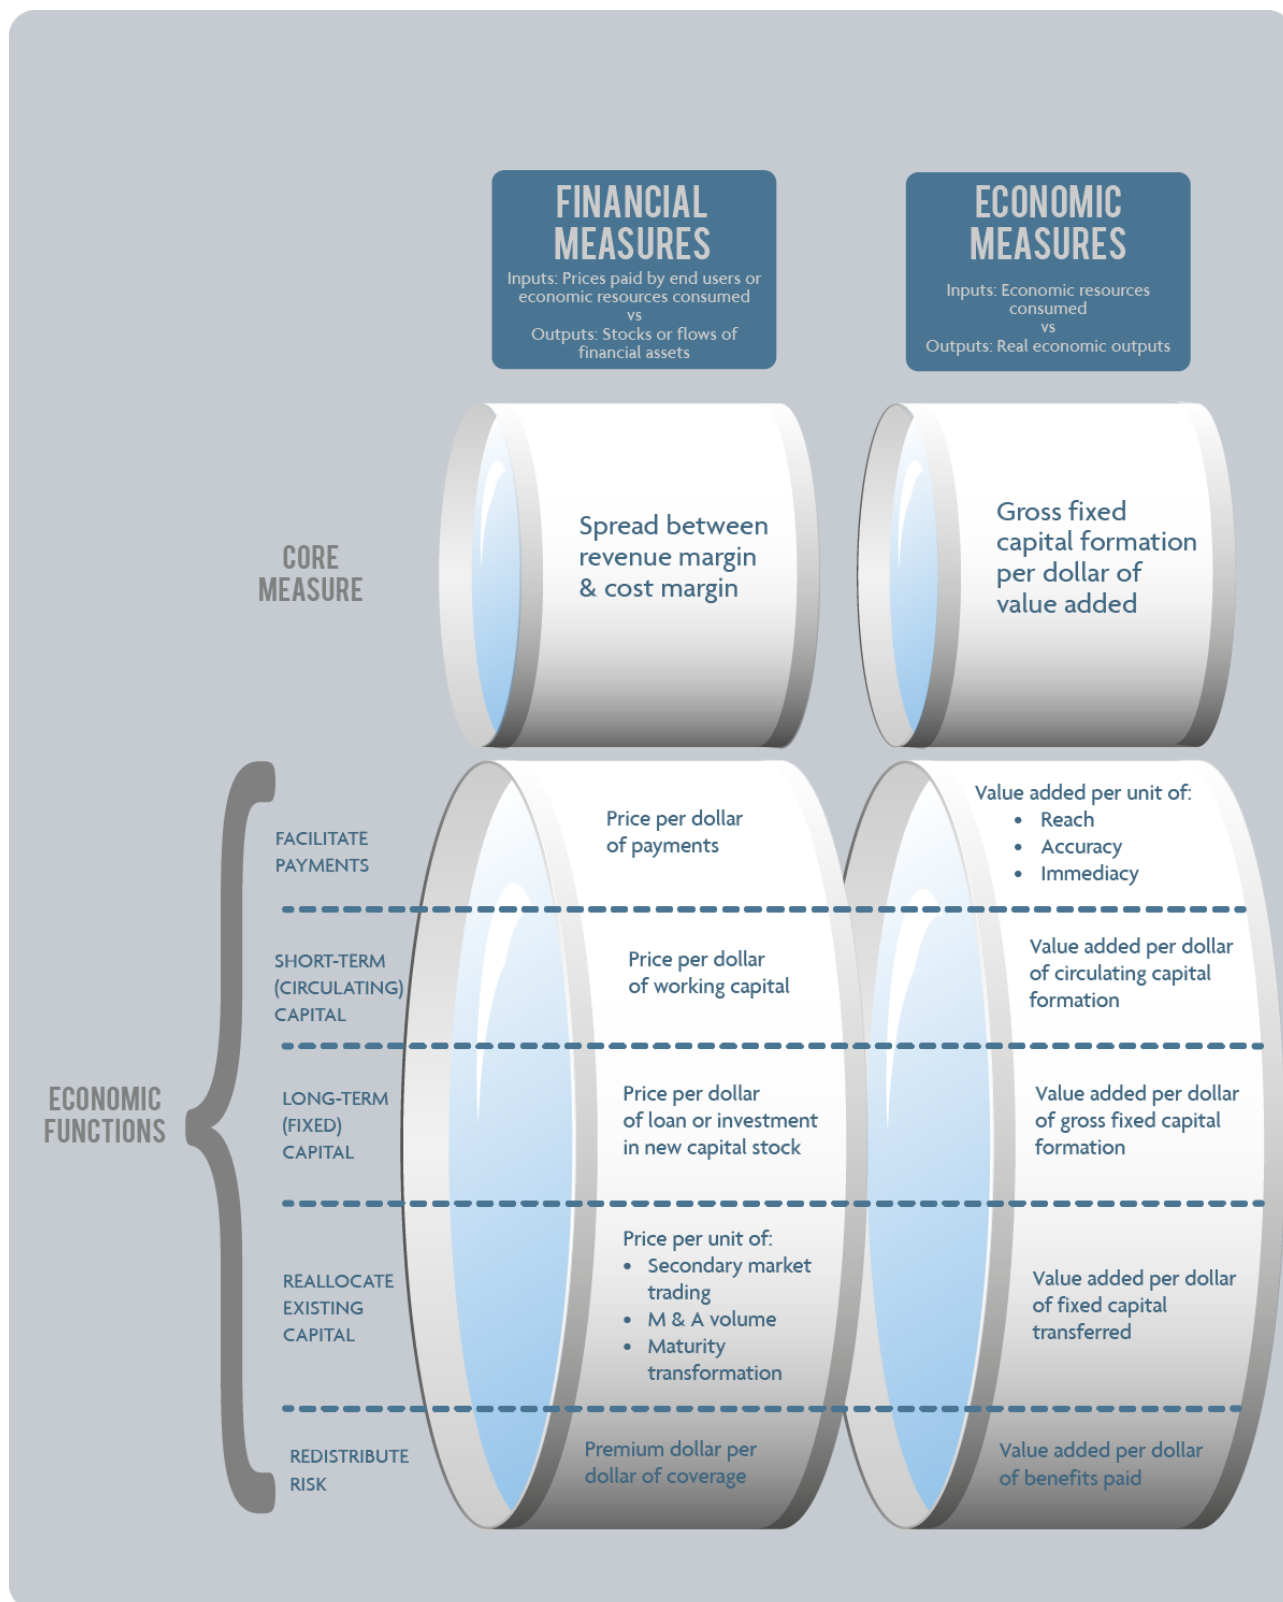 FINANCIAL
MEASURES
Inputs: Prices paid by end users or
economic resources consumed
vs
Outputs: Stocks or flows of
financial assets
ECONOMIC
MEASURES
Inputs: Economic resources
consumed
vs
Outputs: Real economic outputs
CORE
MEASURE
Spread between
revenue margin
& cost margin
Gross fixed
capital formation
per dollar of
value added
ECONOMIC
FUNCTIONS
FACILITATE
PAYMENTS
Price per dollar
of payments
Value added per unit of:
• Reach
• Accuracy
• Immediacy
SHORT-TERM
(CIRCULATING)
CAPITAL
Price per dollar
of working capital
Value added per dollar
of circulating capital
formation
LONG-TERM
(FIXED)
CAPITAL
Price per dollar
of loan or investment
in new capital stock
Value added per dollar
of gross fixed capital
formation
REALLOCATE
EXISTING
CAPITAL
Price per unit of:
• Secondary market
trading
• M & A volume
• Maturity
transformation
Value added per dollar
of fixed capital
transferred
REDISTRIBUTE
RISK
Premium dollar per
dollar of coverage
Value added per dollar
of benefits paid